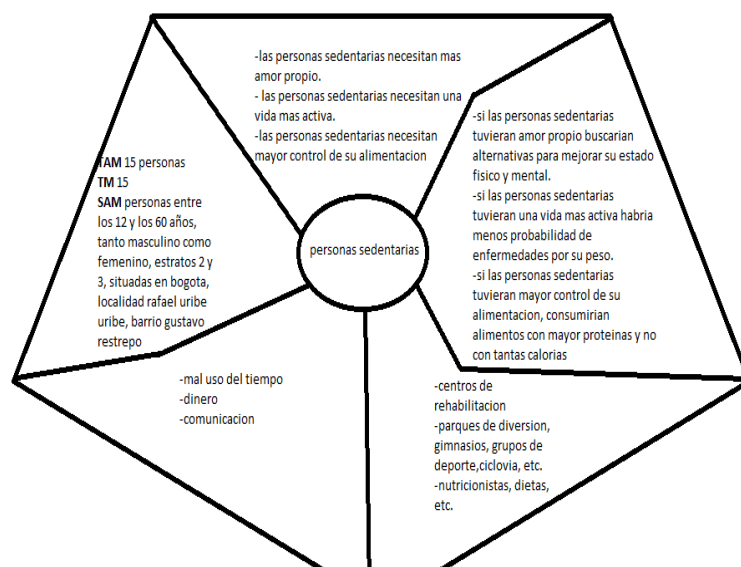 -las personas sedentarias necesitan mas
amor propio.
- las personas sedentarias necesitan una
vida mas activa.
-las personas sedentarias necesitan
mayor control de su alimentacion
-si las personas sedentarias
tuvieran amor propio buscarian
alternativas para mejorar su estado
fisico y mental.
-si las personas sedentarias
tuvieran una vida mas activa habria
menos probabilidad de
enfermedades por su peso.
-si las personas sedentarias
tuvieran mayor control de su
alimentacion, consumirian
alimentos con mayor proteinas y no
con tantas calorias
TAM 15 personas
TM 15
SAM personas entre
los 12 y los 60 años,
tanto masculino como
femenino, estratos 2 y
3, situadas en bogota,
localidad rafael uribe
uribe, barrio gustavo
restrepo
personas sedentarias
-mal uso del tiempo
-dinero
-comunicacion
-centros de
rehabilitacion
-parques de diversion,
gimnasios, grupos de
deporte,ciclovia, etc.
-nutricionistas, dietas,
etc.